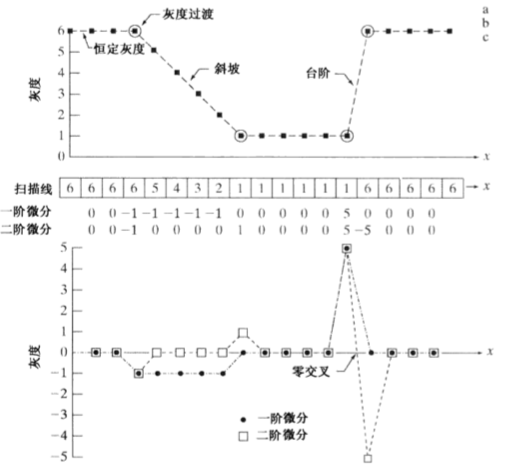 a
b
c
灰度过渡
6
恒定灰度
5
4
斜坡
台阶
3
2
1
0
灰度
x
扫描线 6 6 6 6 5 4 3 2 1 1 1 1 1 1 6 6 6 6 6 x
一阶微分 0 0 −1 −1 −1 −1 −1 0 0 0 0 0 5 0 0 0 0
二阶微分 0 0 −1 0 0 0 0 1 0 0 0 0 5 −5 0 0 0
5
4
3
2
1
0
x
灰度
−1
零交叉
−2
−3
一阶微分
−4
二阶微分
−5